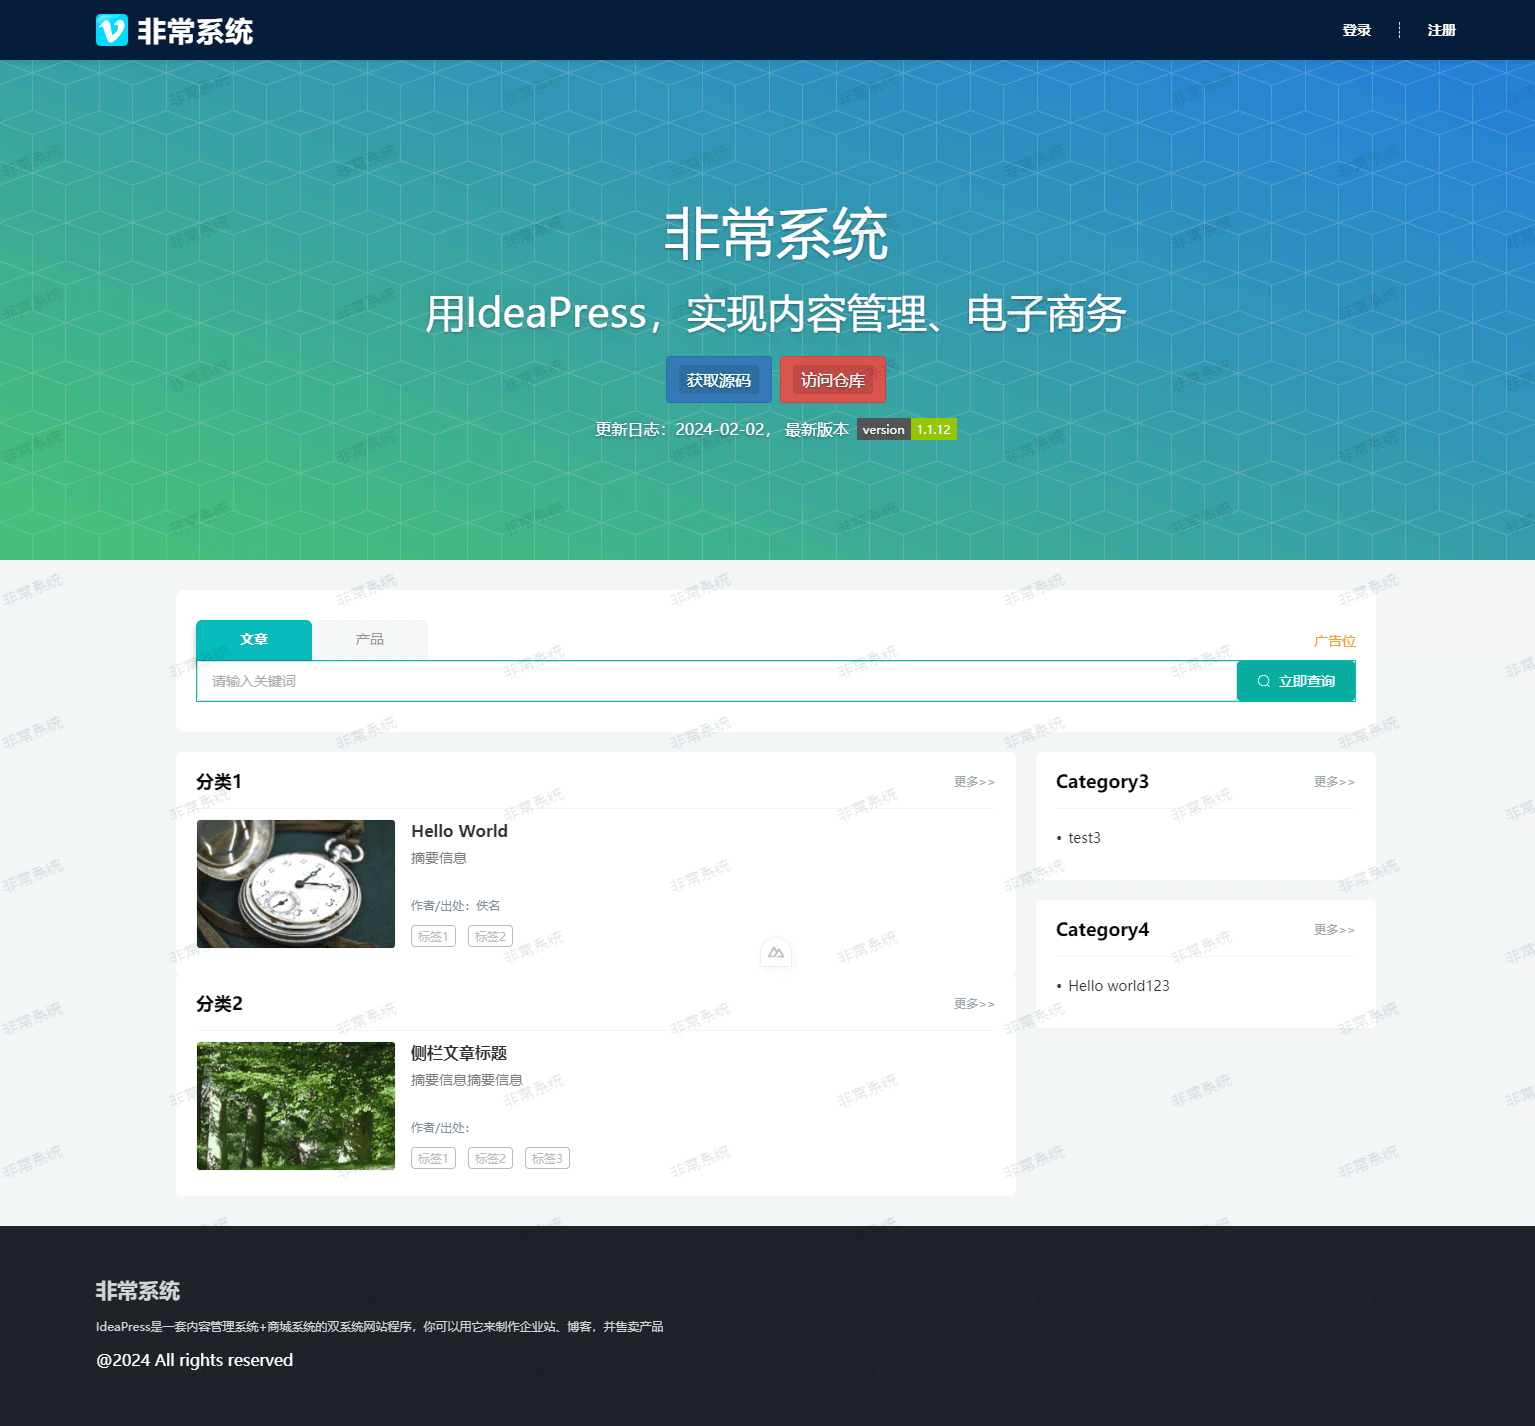 非常系统
登录
注册
非常系统
用IdeaPress，实现内容管理、电子商务
获取源码
访问仓库
更新日志：2024-02-02， 最新版本 version 1.1.12
文章
产品
广告位
请输入关键词
立即查询
分类1
更多>>
Hello World
摘要信息
作者/出处：佚名
标签1
标签2
分类2
更多>>
侧栏文章标题
摘要信息摘要信息
作者/出处：
标签1
标签2
标签3
Category3
更多>>
• test3
Category4
更多>>
• Hello world123
非常系统
IdeaPress是一套内容管理系统+商城系统的双系统网站程序，你可以用它来制作企业站、博客，并售卖产品
@2024 All rights reserved